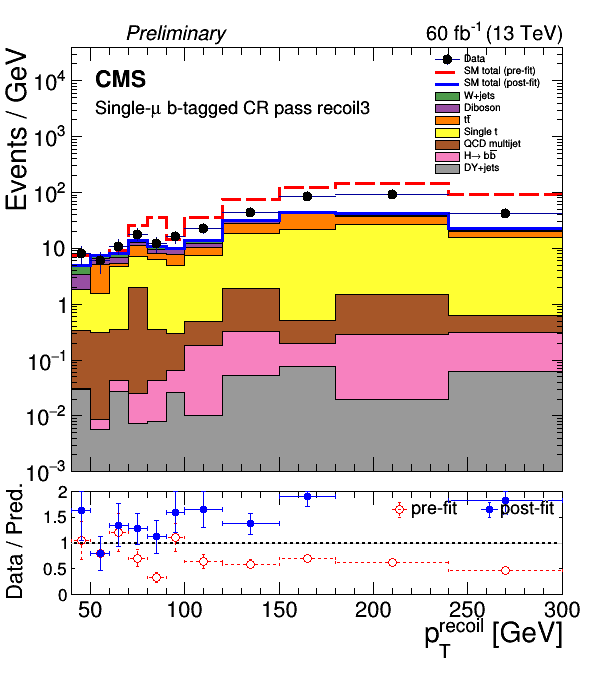 Preliminary 60 fb⁻¹ (13 TeV)
CMS
Single-μ b-tagged CR pass recoil3
Data
SM total (pre-fit)
SM total (post-fit)
W+jets
Diboson
tt̅
Single t
QCD multijet
H→ bb̅
DY+jets
Events / GeV
10⁴
10³
10²
10
1
10⁻¹
10⁻²
10⁻³
Data / Pred.
2
1.5
1
0.5
0
pre-fit
post-fit
50 100 150 200 250 300
p_T^recoil [GeV]